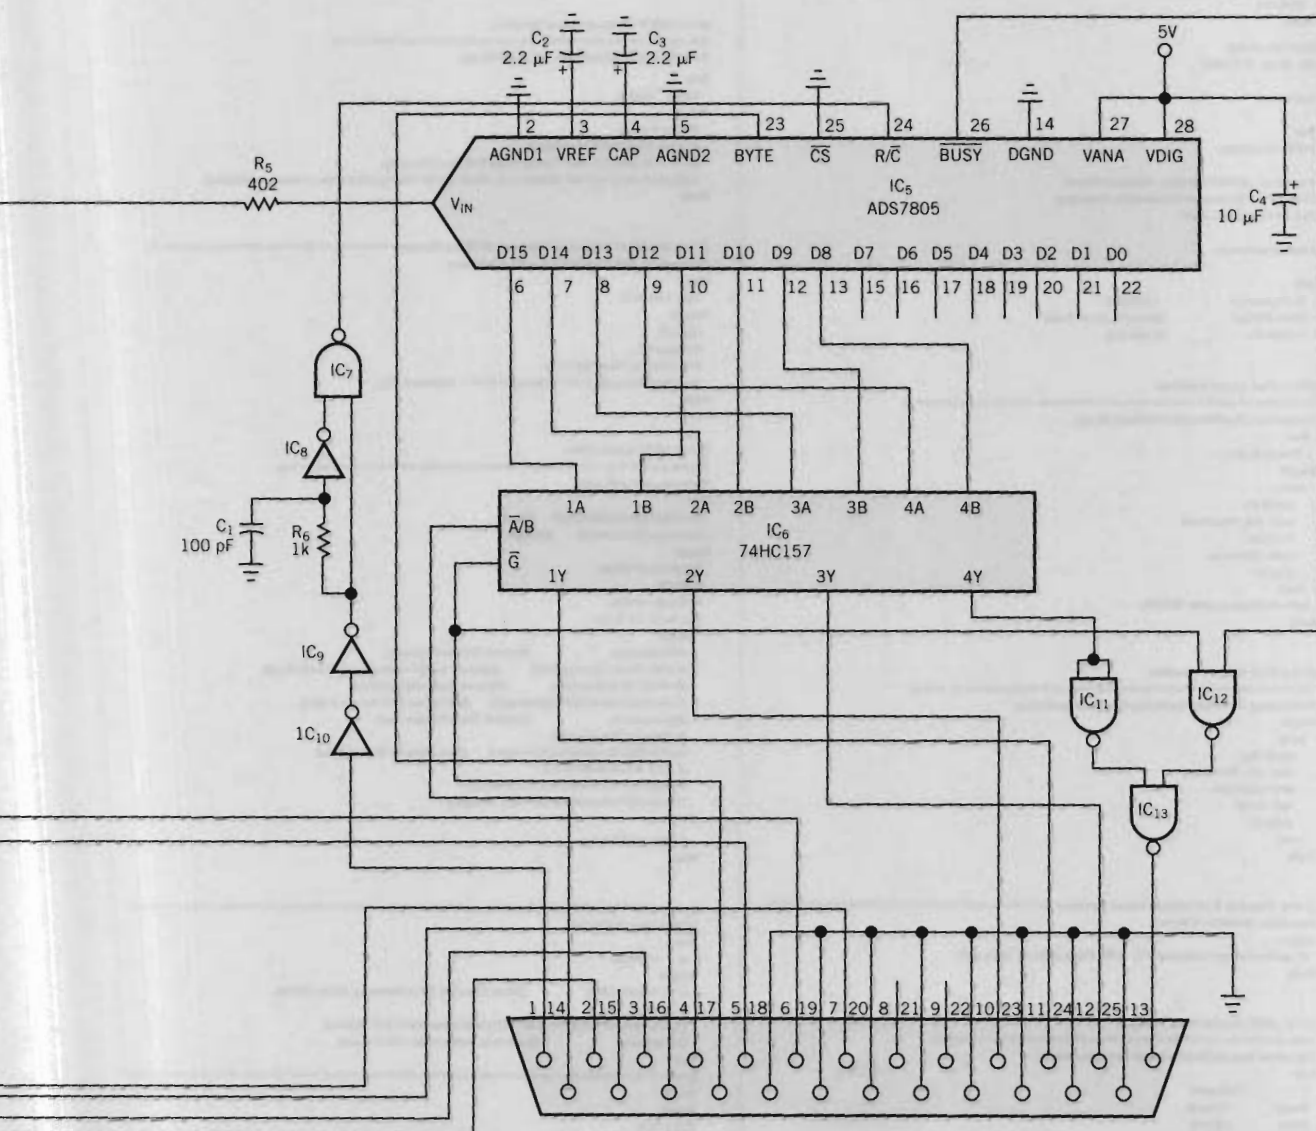 C2
2.2 µF
+
C3
2.2 µF
+
5V
2 3 4 5 23 25 24 26 14 27 28
AGND1 VREF CAP AGND2 BYTE CS R/C BUSY DGND VANA VDIG
R5
402
VIN
IC5
ADS7805
C4
10 µF
+
D15 D14 D13 D12 D11 D10 D9 D8 D7 D6 D5 D4 D3 D2 D1 D0
6 7 8 9 10 11 12 13 15 16 17 18 19 20 21 22
IC7
IC8
C1
100 pF
R6
1k
1A 1B 2A 2B 3A 3B 4A 4B
A/B
IC6
74HC157
G
1Y 2Y 3Y 4Y
IC9
IC11
IC12
1C10
IC13
1 14 2 15 3 16 4 17 5 18 6 19 7 20 8 21 9 22 10 23 11 24 12 25 13